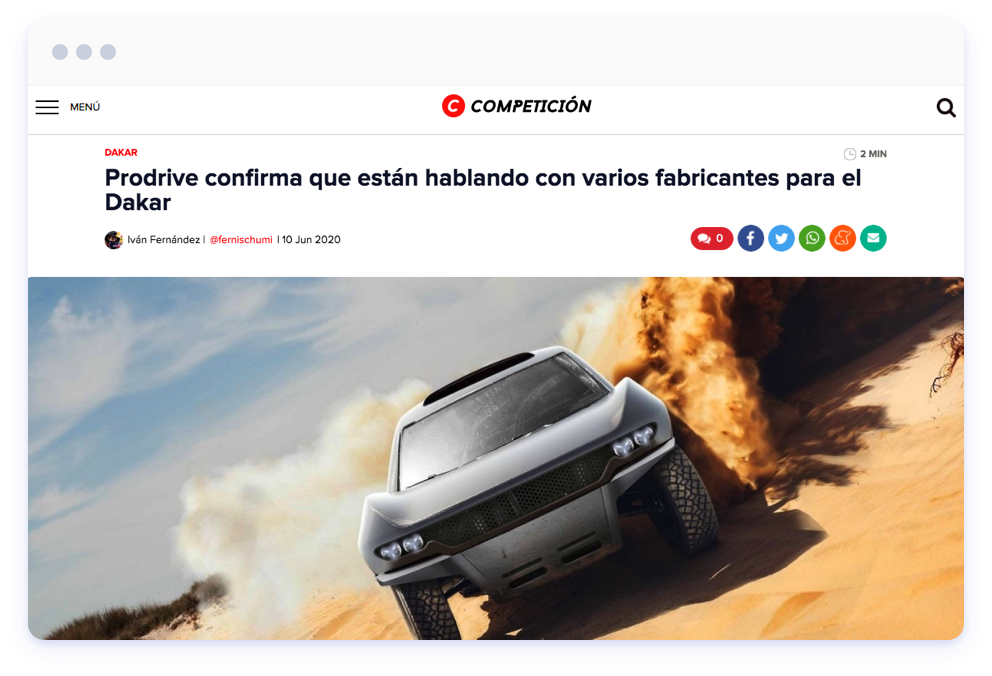 MENÚ
C COMPETICIÓN
DAKAR
2 MIN
Prodrive confirma que están hablando con varios fabricantes para el
Dakar
Iván Fernández | @fernischumi | 10 Jun 2020
0